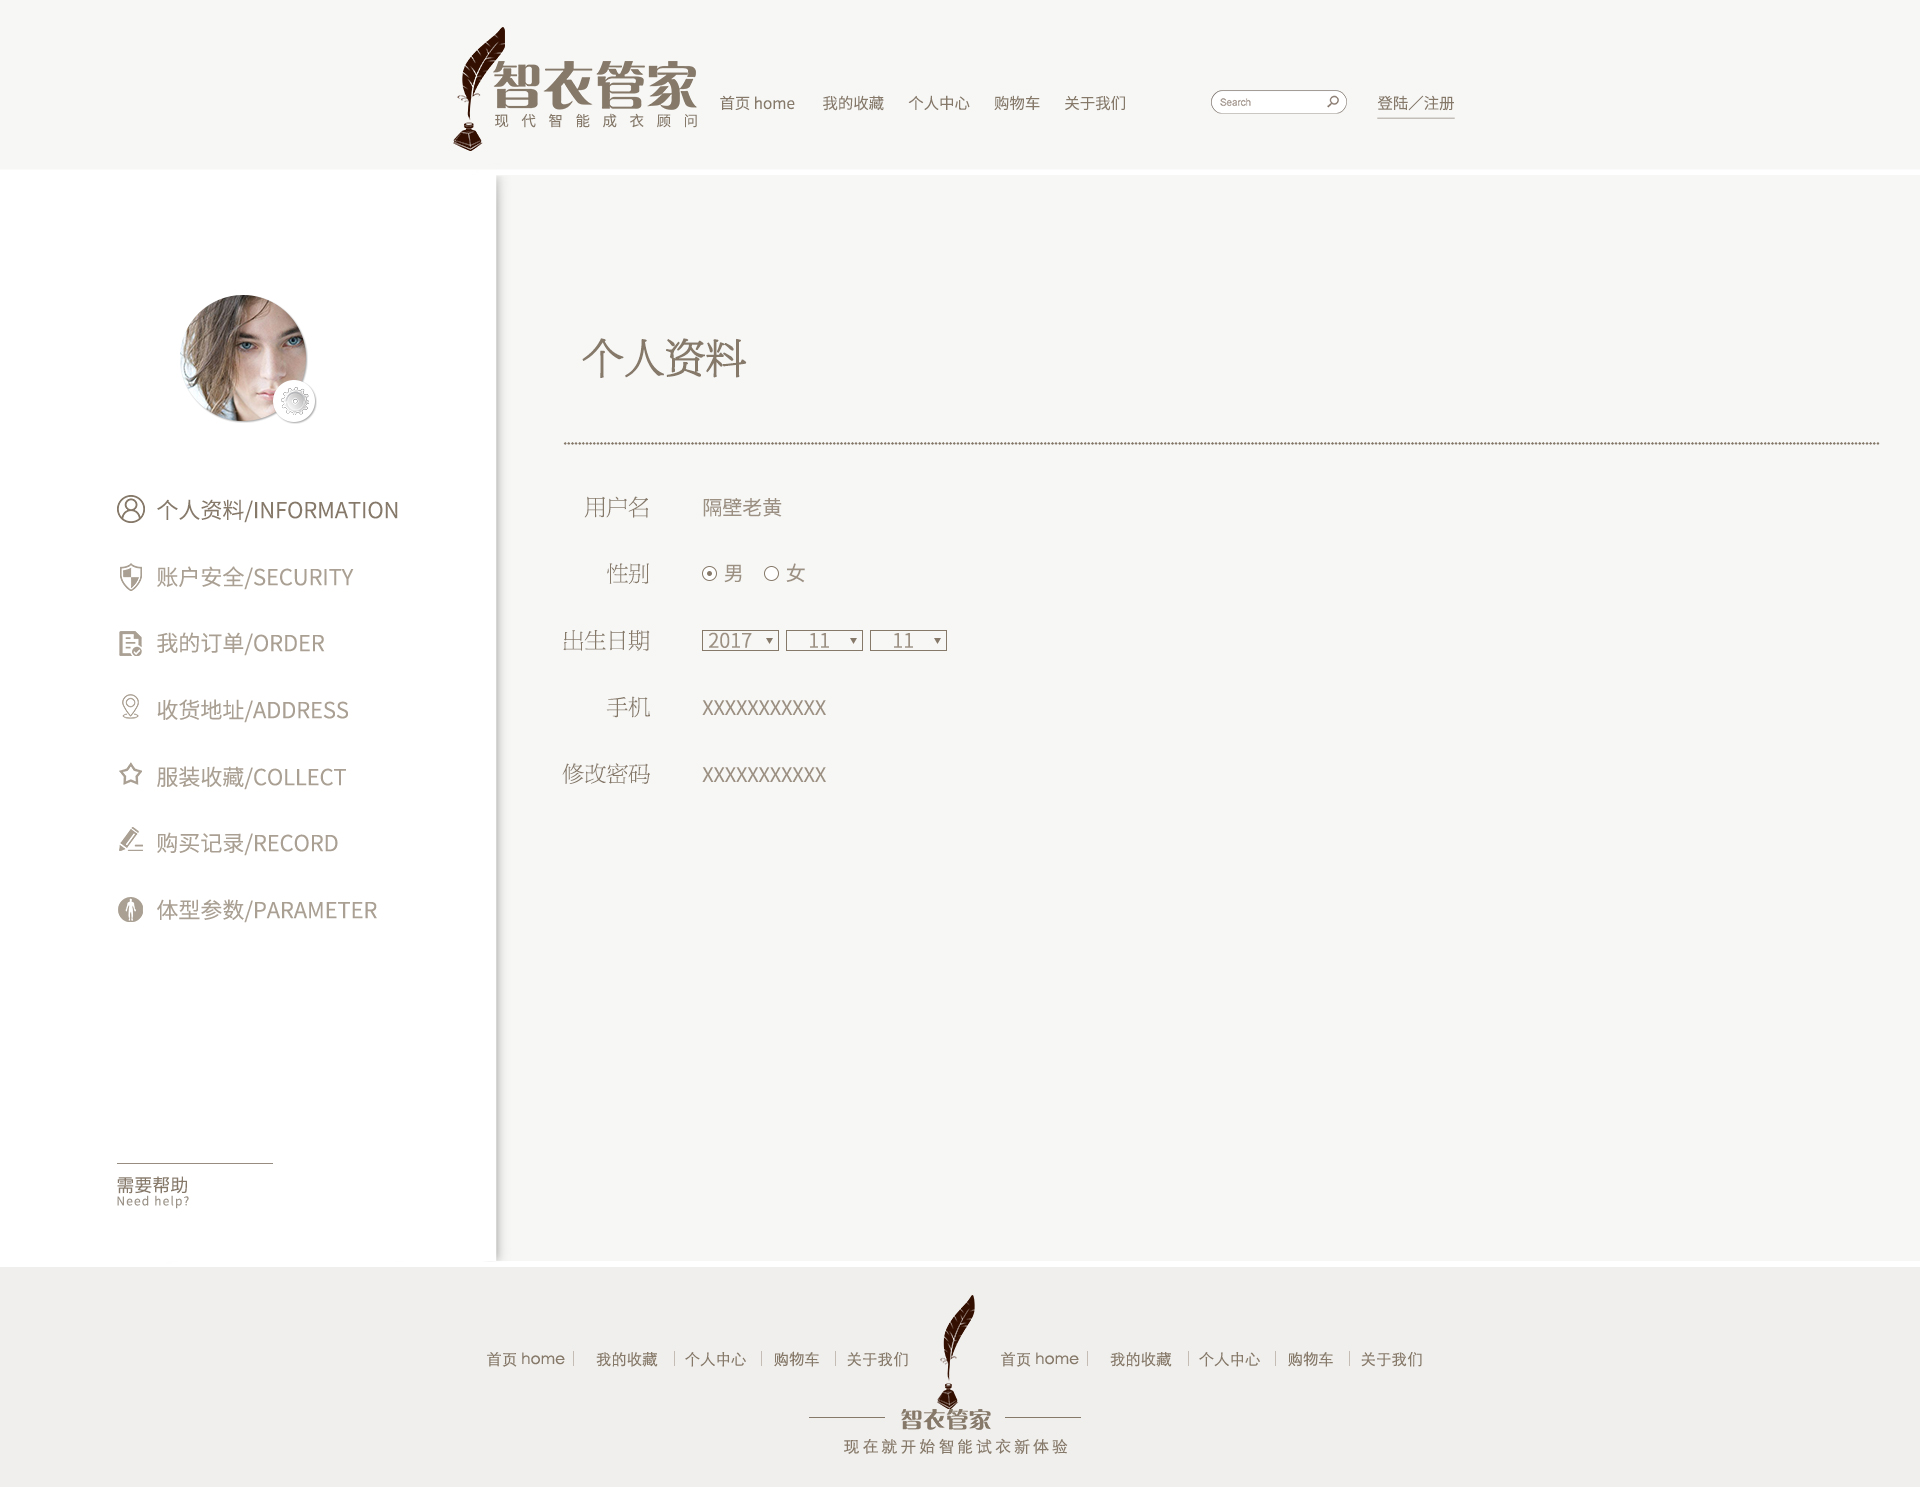 智衣管家
现代智能成衣顾问
首页 home 我的收藏 个人中心 购物车 关于我们 Search 登陆／注册
个人资料/INFORMATION
账户安全/SECURITY
我的订单/ORDER
收货地址/ADDRESS
服装收藏/COLLECT
购买记录/RECORD
体型参数/PARAMETER
需要帮助
Need help?
个人资料
用户名 隔壁老黄
性别 男 女
出生日期 2017 11 11
手机 XXXXXXXXXXX
修改密码 XXXXXXXXXXX
首页 home 我的收藏 个人中心 购物车 关于我们 首页 home 我的收藏 个人中心 购物车 关于我们
智衣管家
现在就开始智能试衣新体验